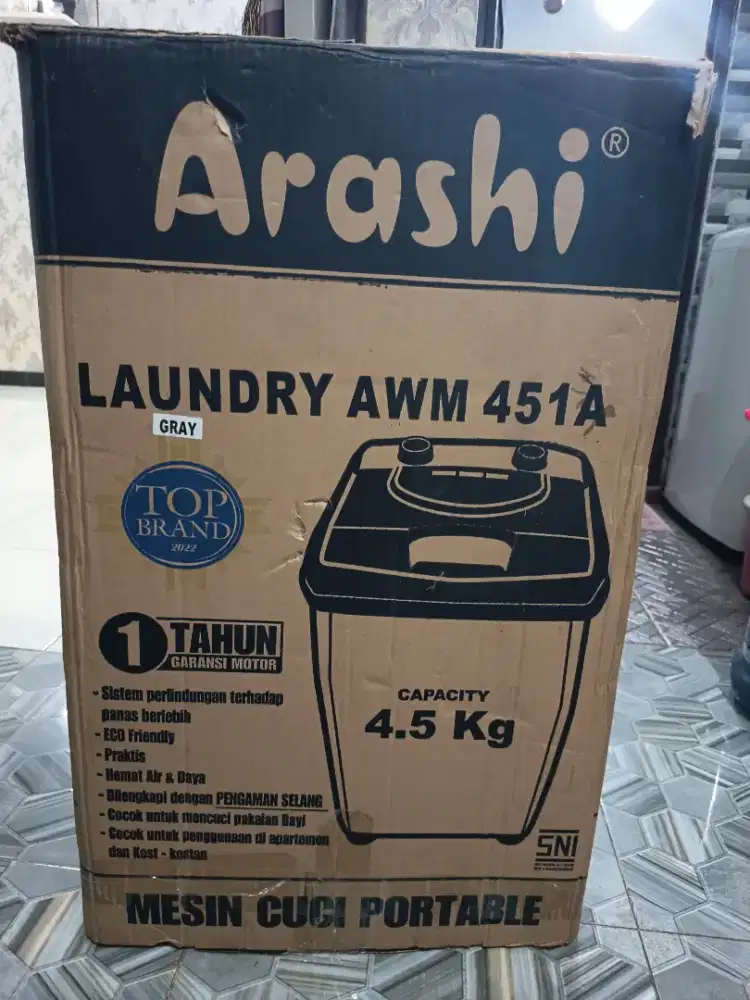 Arashi®
LAUNDRY AWM 451A
GRAY
TOP
BRAND
2022
1 TAHUN
GARANSI MOTOR
- Sistem perlindungan terhadap
panas berlebih
- ECO Friendly
- Praktis
- Hemat Air & Daya
- Dilengkapi dengan PENGAMAN SELANG
- Cocok untuk mencuci pakaian Bayi
- Cocok untuk penggunaan di apartemen
dan Kost - kostan
CAPACITY
4.5 Kg
SNI
MESIN CUCI PORTABLE